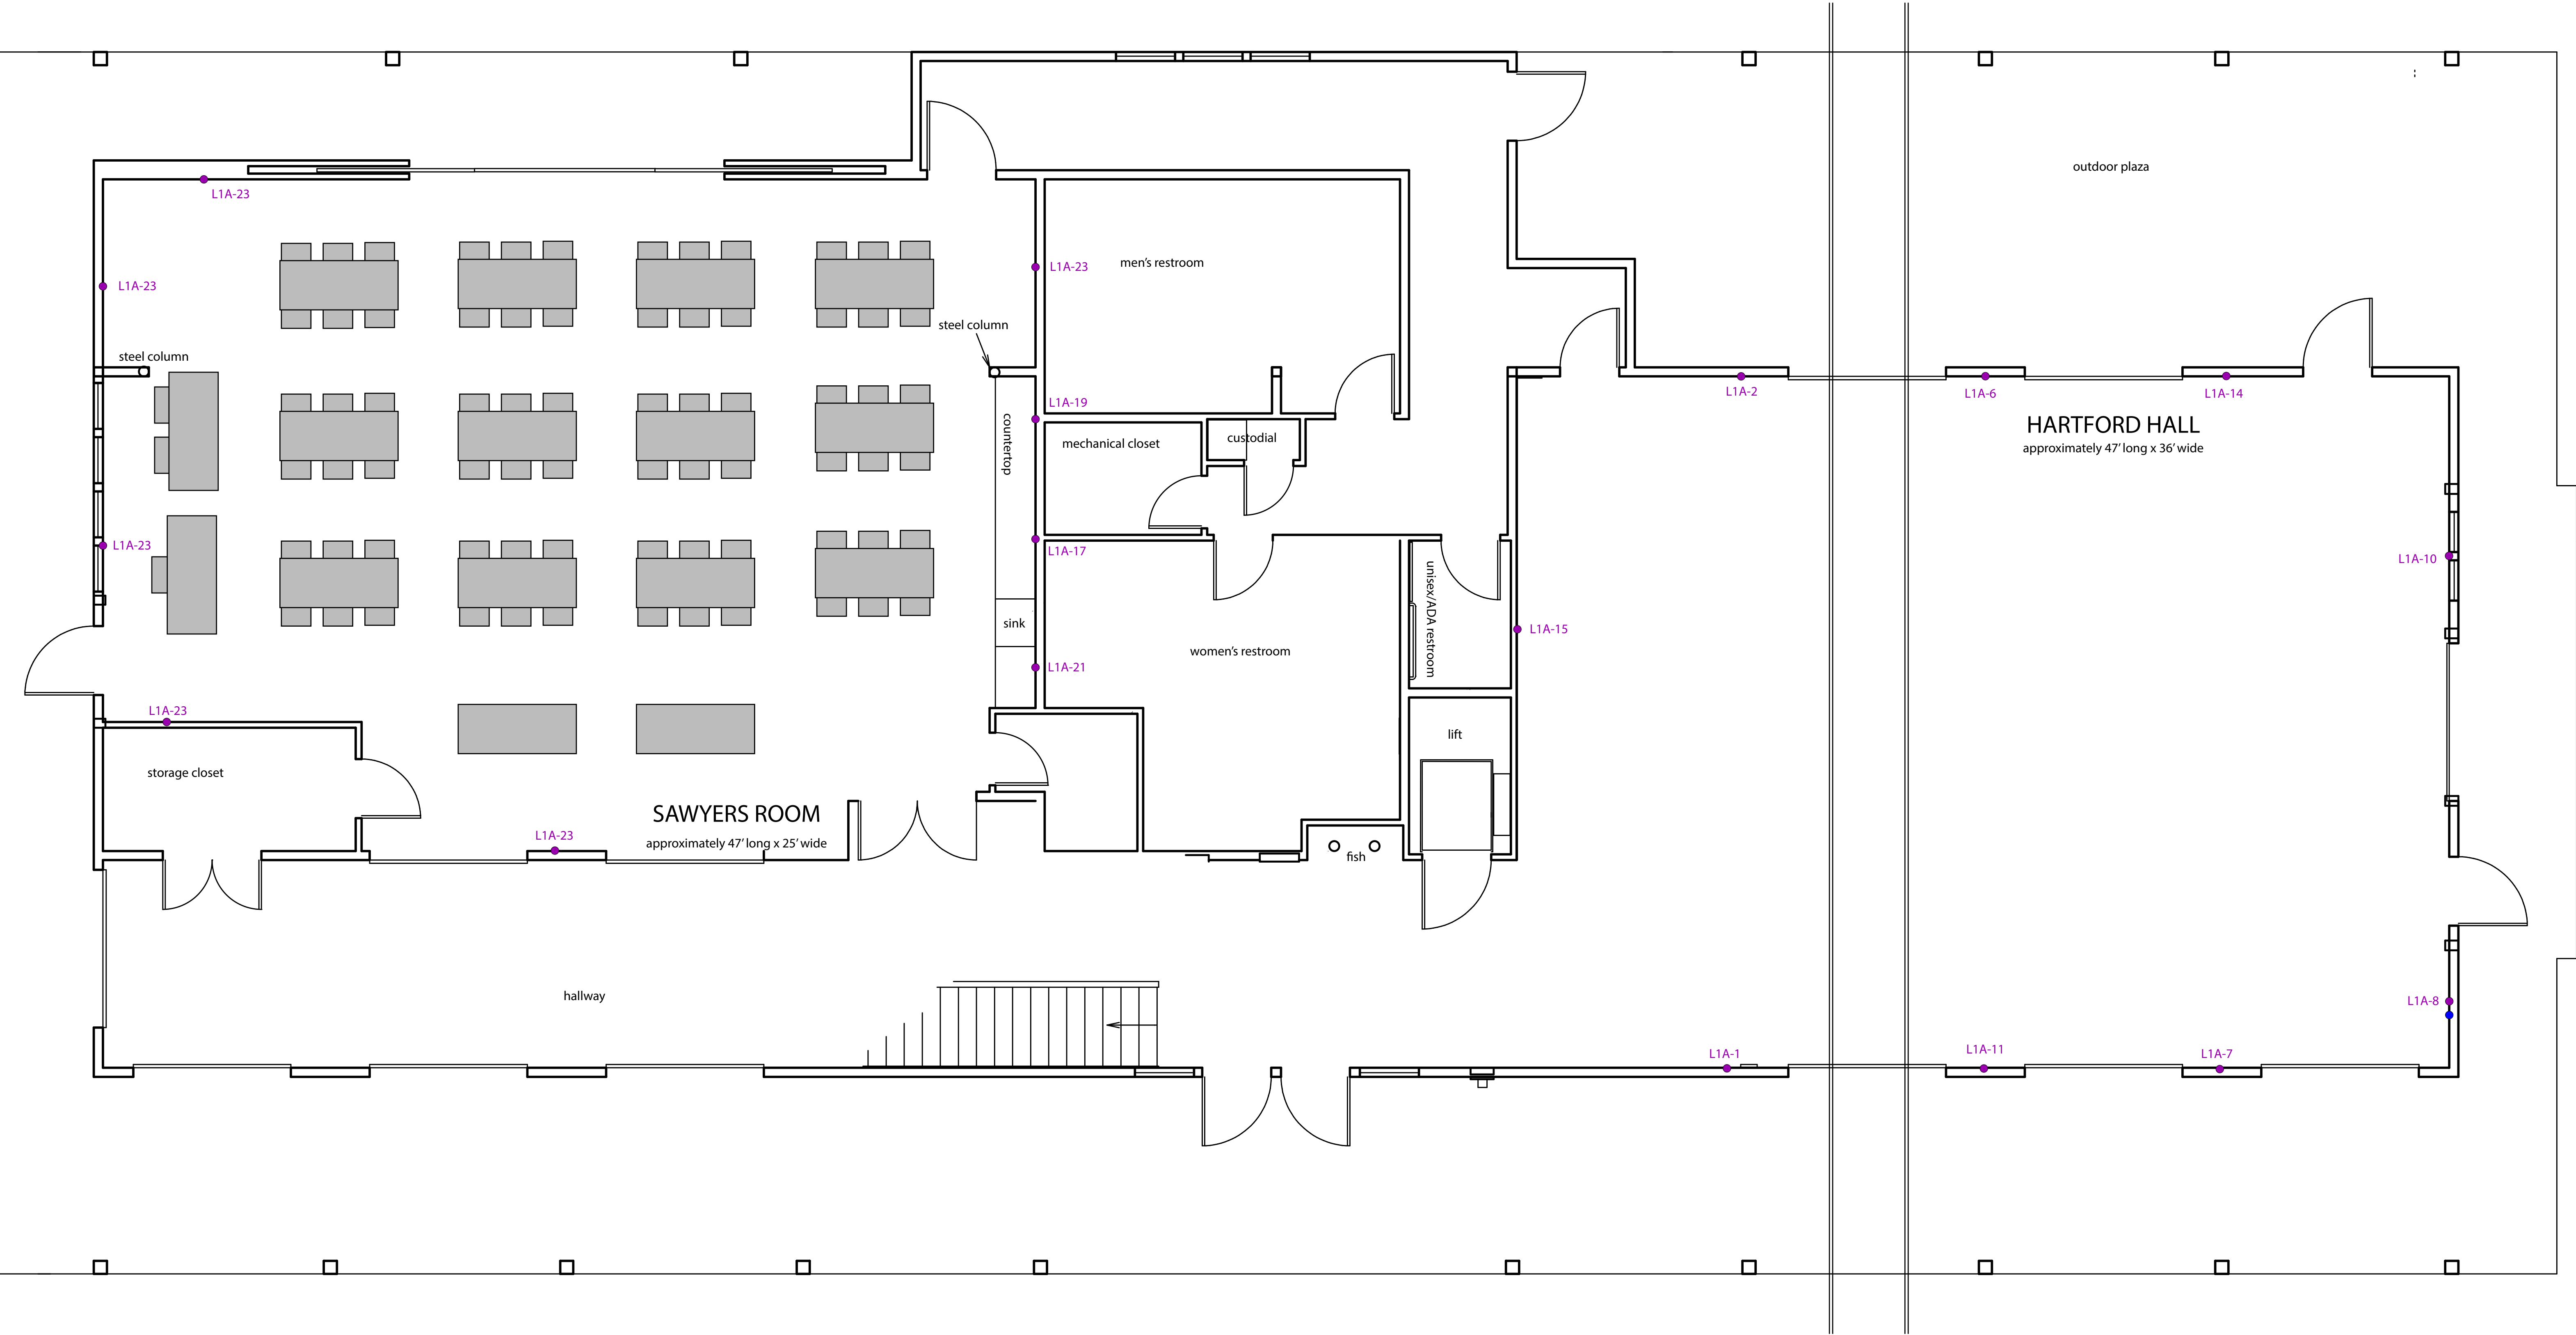 outdoor plaza
L1A-23
men's restroom
L1A-23
L1A-23
steel column
steel column
L1A-2
L1A-6
L1A-14
L1A-19
countertop
mechanical closet
custodial
HARTFORD HALL
approximately 47' long x 36' wide
L1A-23
L1A-17
L1A-10
unisex/ADA restroom
sink
L1A-15
women's restroom
L1A-21
L1A-23
lift
storage closet
SAWYERS ROOM
approximately 47' long x 25' wide
L1A-23
fish
hallway
L1A-8
L1A-1
L1A-11
L1A-7